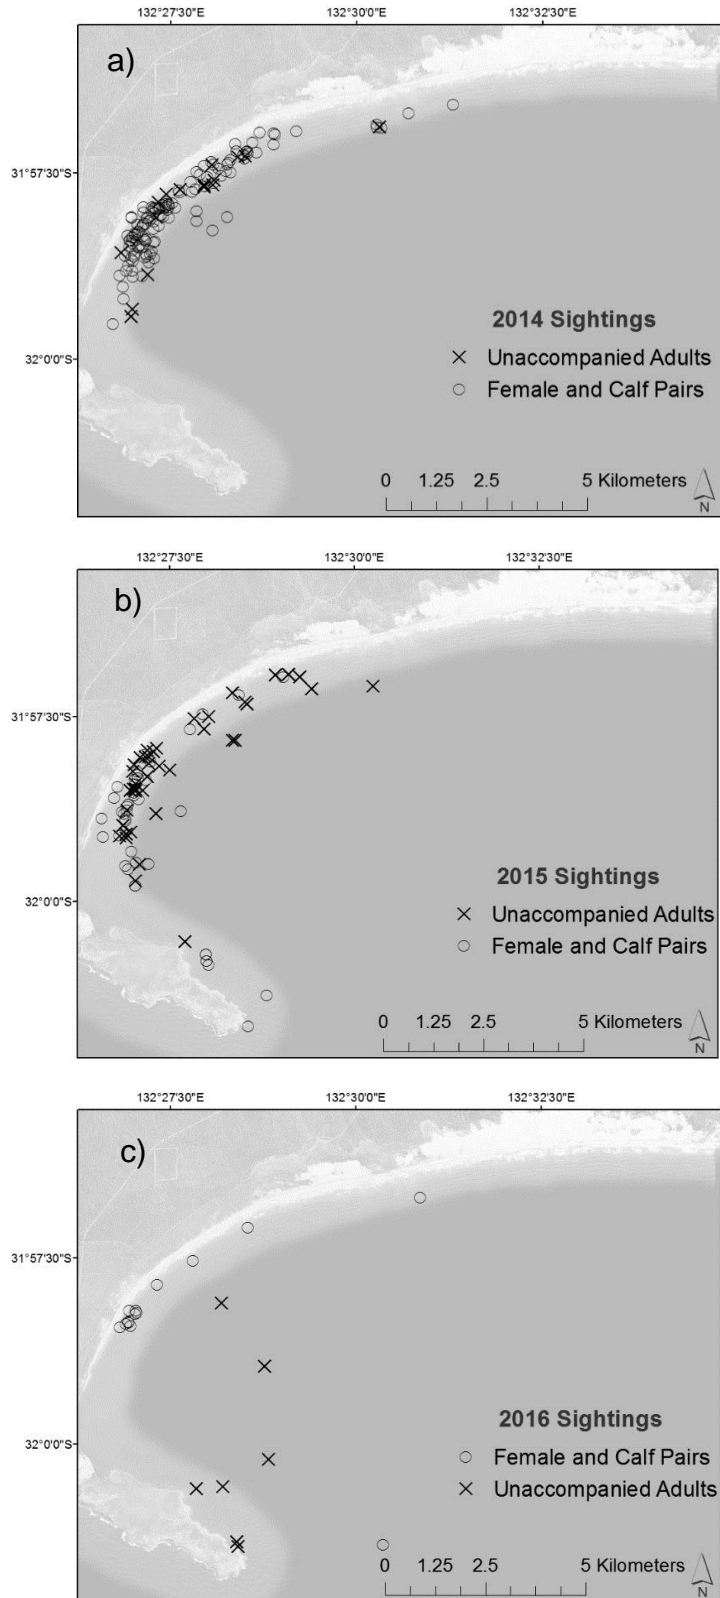 132°27'30"E 132°30'0"E 132°32'30"E
a)
31°57'30"S
2014 Sightings
Unaccompanied Adults
32°0'0"S
Female and Calf Pairs
0 1.25 2.5 5 Kilometers
N
132°27'30"E 132°30'0"E 132°32'30"E
b)
31°57'30"S
2015 Sightings
32°0'0"S
Unaccompanied Adults
Female and Calf Pairs
0 1.25 2.5 5 Kilometers
N
132°27'30"E 132°30'0"E 132°32'30"E
c)
31°57'30"S
2016 Sightings
32°0'0"S
Female and Calf Pairs
Unaccompanied Adults
0 1.25 2.5 5 Kilometers
N